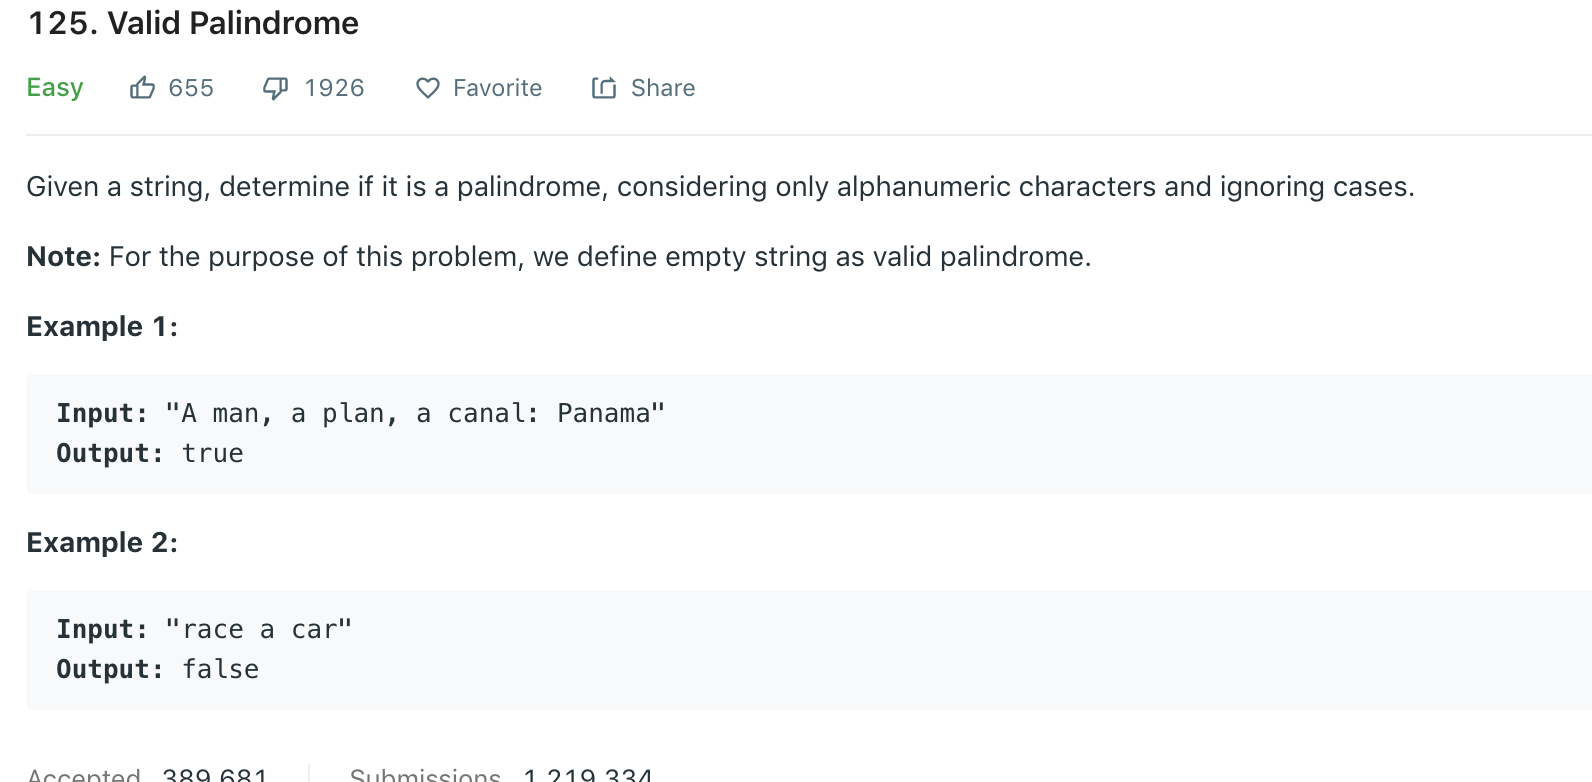 125. Valid Palindrome
Easy 655 1926 Favorite Share
Given a string, determine if it is a palindrome, considering only alphanumeric characters and ignoring cases.
Note: For the purpose of this problem, we define empty string as valid palindrome.
Example 1:
Input: "A man, a plan, a canal: Panama"
Output: true
Example 2:
Input: "race a car"
Output: false
Accepted 389,681 Submissions 1,219,334